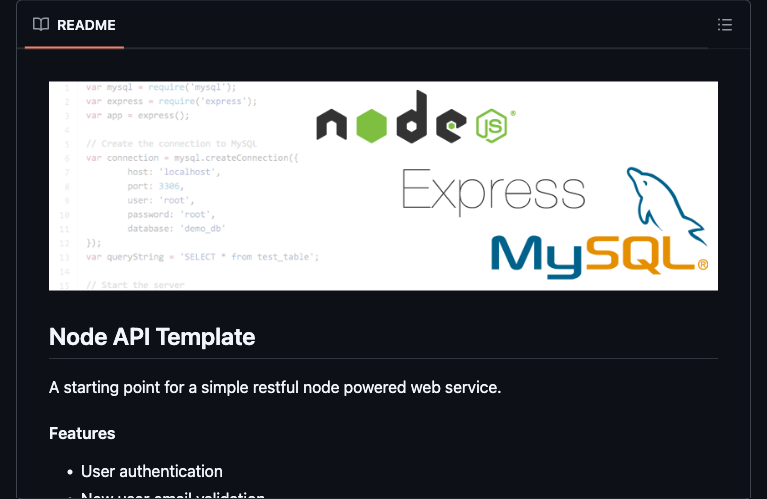 README
1 var mysql = require('mysql');
2 var express = require('express');
3 var app = express();
4
5 // Create the connection to MySQL
6 var connection = mysql.createConnection({
7 host: 'localhost',
8 port: 3306,
9 user: 'root',
10 password: 'root',
11 database: 'demo_db'
12 });
13 var queryString = 'SELECT * from test_table';
14
15 // Start the server
node
JS ®
Express
MySQL®
Node API Template
A starting point for a simple restful node powered web service.
Features
• User authentication
• New user email validation